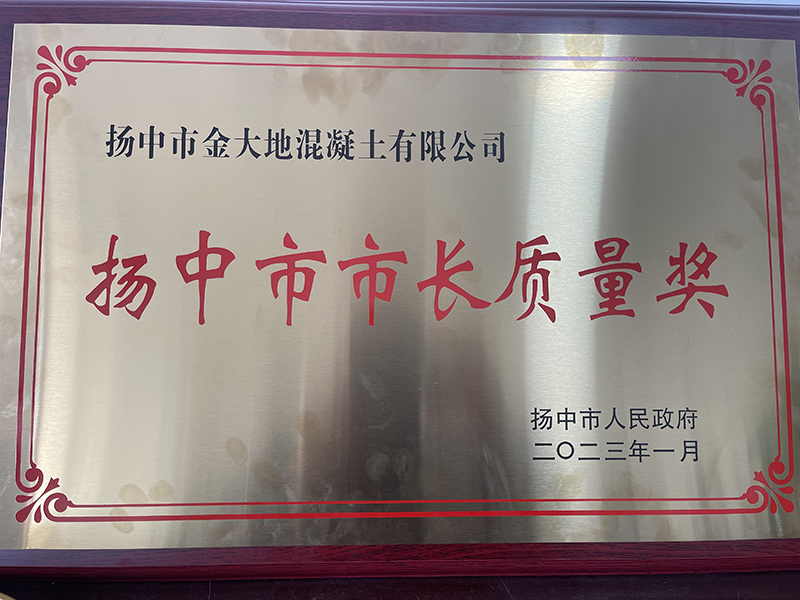 扬中市金大地混凝土有限公司
扬中市市长质量奖
扬中市人民政府
二〇二三年一月